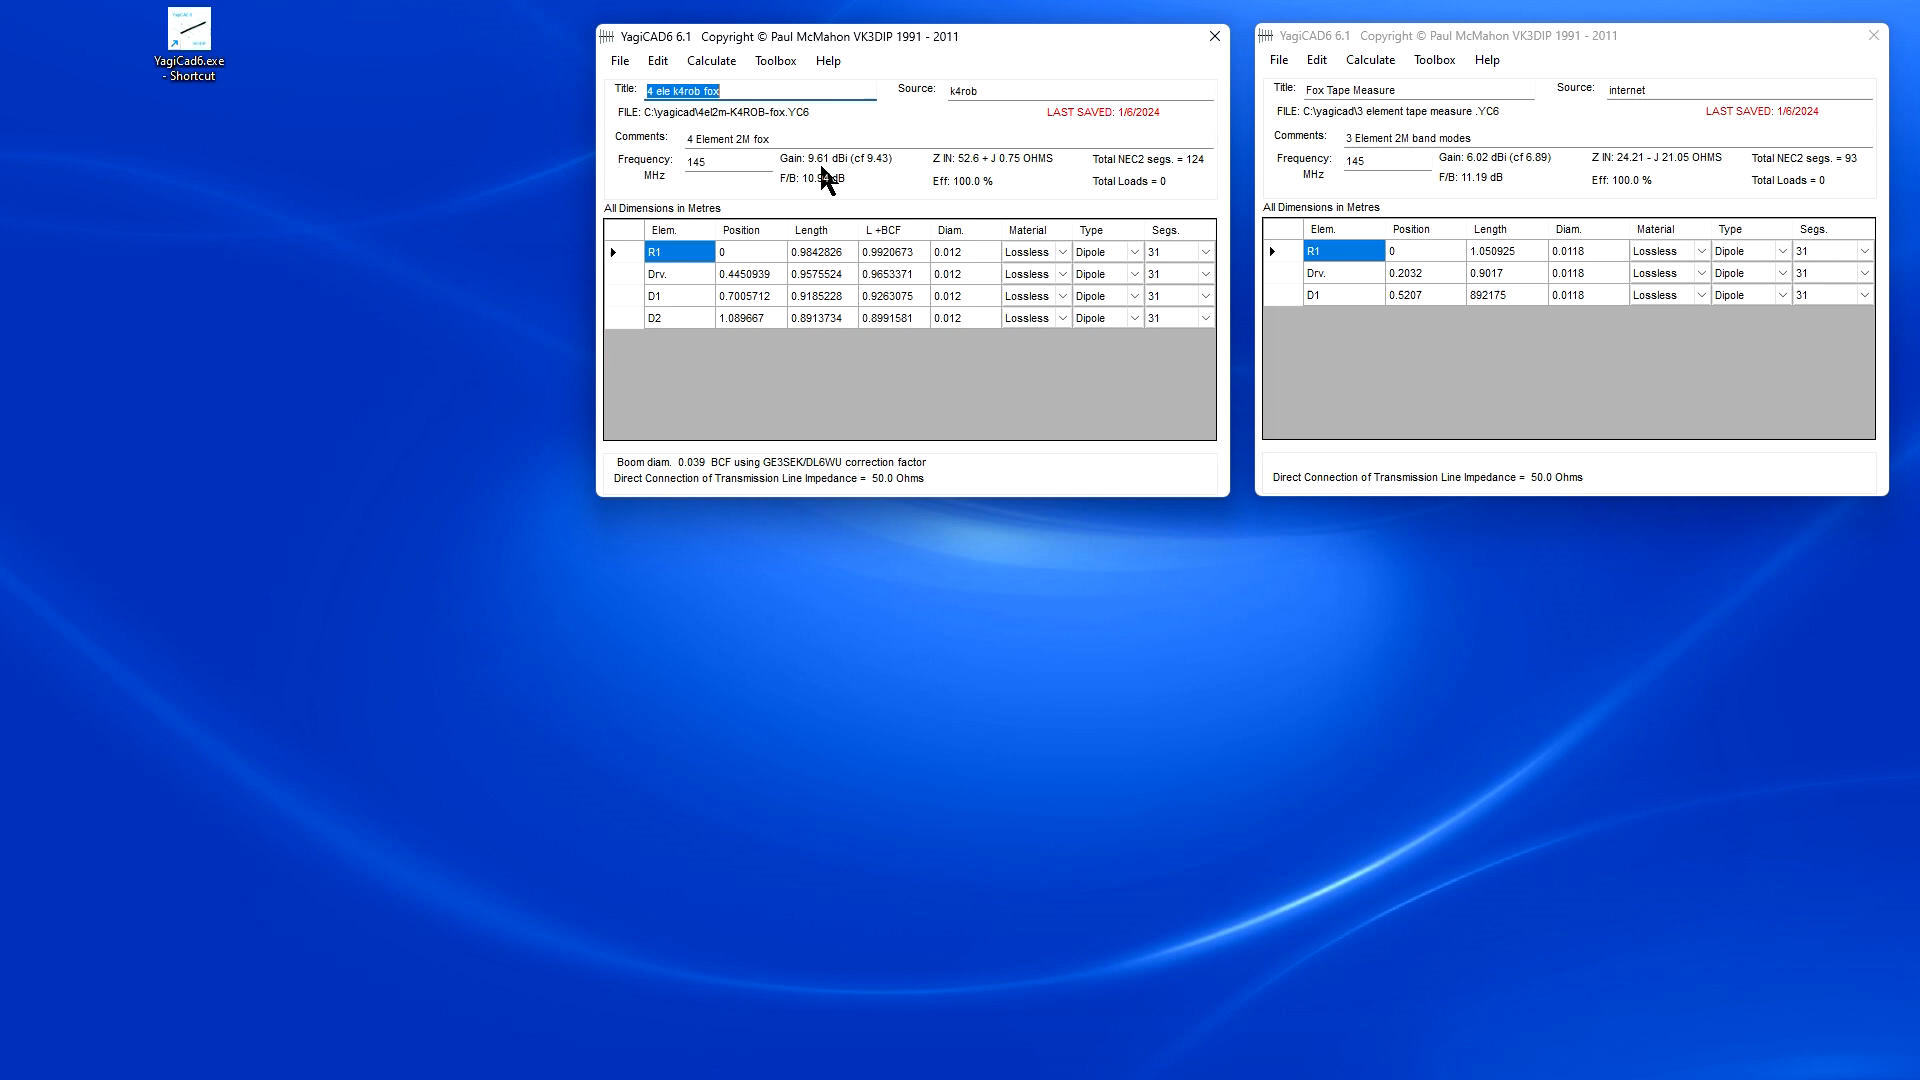 YagiCad6.exe
- Shortcut
YagiCAD6 6.1 Copyright © Paul McMahon VK3DIP 1991 - 2011
File Edit Calculate Toolbox Help
Title: 4 ele k4rob fox Source: k4rob
FILE: C:\yagicad\4el2m-K4ROB-fox.YC6 LAST SAVED: 1/6/2024
Comments: 4 Element 2M fox
Frequency: 145 Gain: 9.61 dBi (cf 9.43) Z IN: 52.6 + J 0.75 OHMS Total NEC2 segs. = 124
MHz F/B: dB Eff: 100.0 % Total Loads = 0
All Dimensions in Metres
Elem. Position Length L +BCF Diam. Material Type Segs.
R1 0 0.9842826 0.9920673 0.012 Lossless Dipole 31
Drv. 0.4450939 0.9575524 0.9653371 0.012 Lossless Dipole 31
D1 0.7005712 0.9185228 0.9263075 0.012 Lossless Dipole 31
D2 1.089667 0.8913734 0.8991581 0.012 Lossless Dipole 31
Boom diam. 0.039 BCF using GE3SEK/DL6WU correction factor
Direct Connection of Transmission Line Impedance = 50.0 Ohms
YagiCAD6 6.1 Copyright © Paul McMahon VK3DIP 1991 - 2011
File Edit Calculate Toolbox Help
Title: Fox Tape Measure Source: internet
FILE: C:\yagicad\3 element tape measure .YC6 LAST SAVED: 1/6/2024
Comments: 3 Element 2M band modes
Frequency: 145 Gain: 6.02 dBi (cf 6.89) Z IN: 24.21 - J 21.05 OHMS Total NEC2 segs. = 93
MHz F/B: 11.19 dB Eff: 100.0 % Total Loads = 0
All Dimensions in Metres
Elem. Position Length Diam. Material Type Segs.
R1 0 1.050925 0.0118 Lossless Dipole 31
Drv. 0.2032 0.9017 0.0118 Lossless Dipole 31
D1 0.5207 892175 0.0118 Lossless Dipole 31
Direct Connection of Transmission Line Impedance = 50.0 Ohms